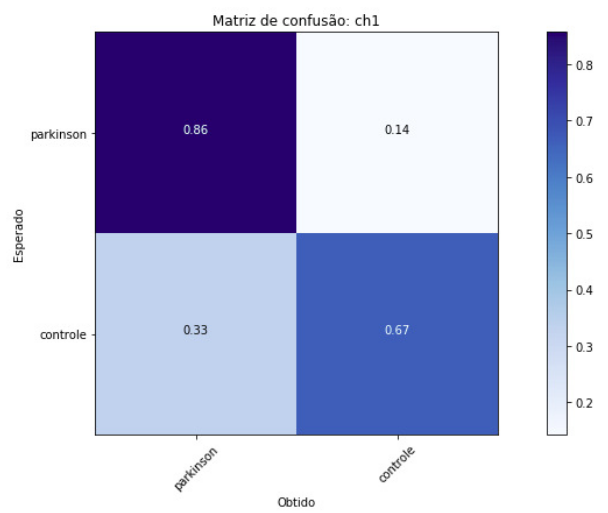 Matriz de confusão: ch1
Esperado
parkinson
0.86
0.14
controle
0.33
0.67
parkinson
controle
Obtido
0.8
0.7
0.6
0.5
0.4
0.3
0.2